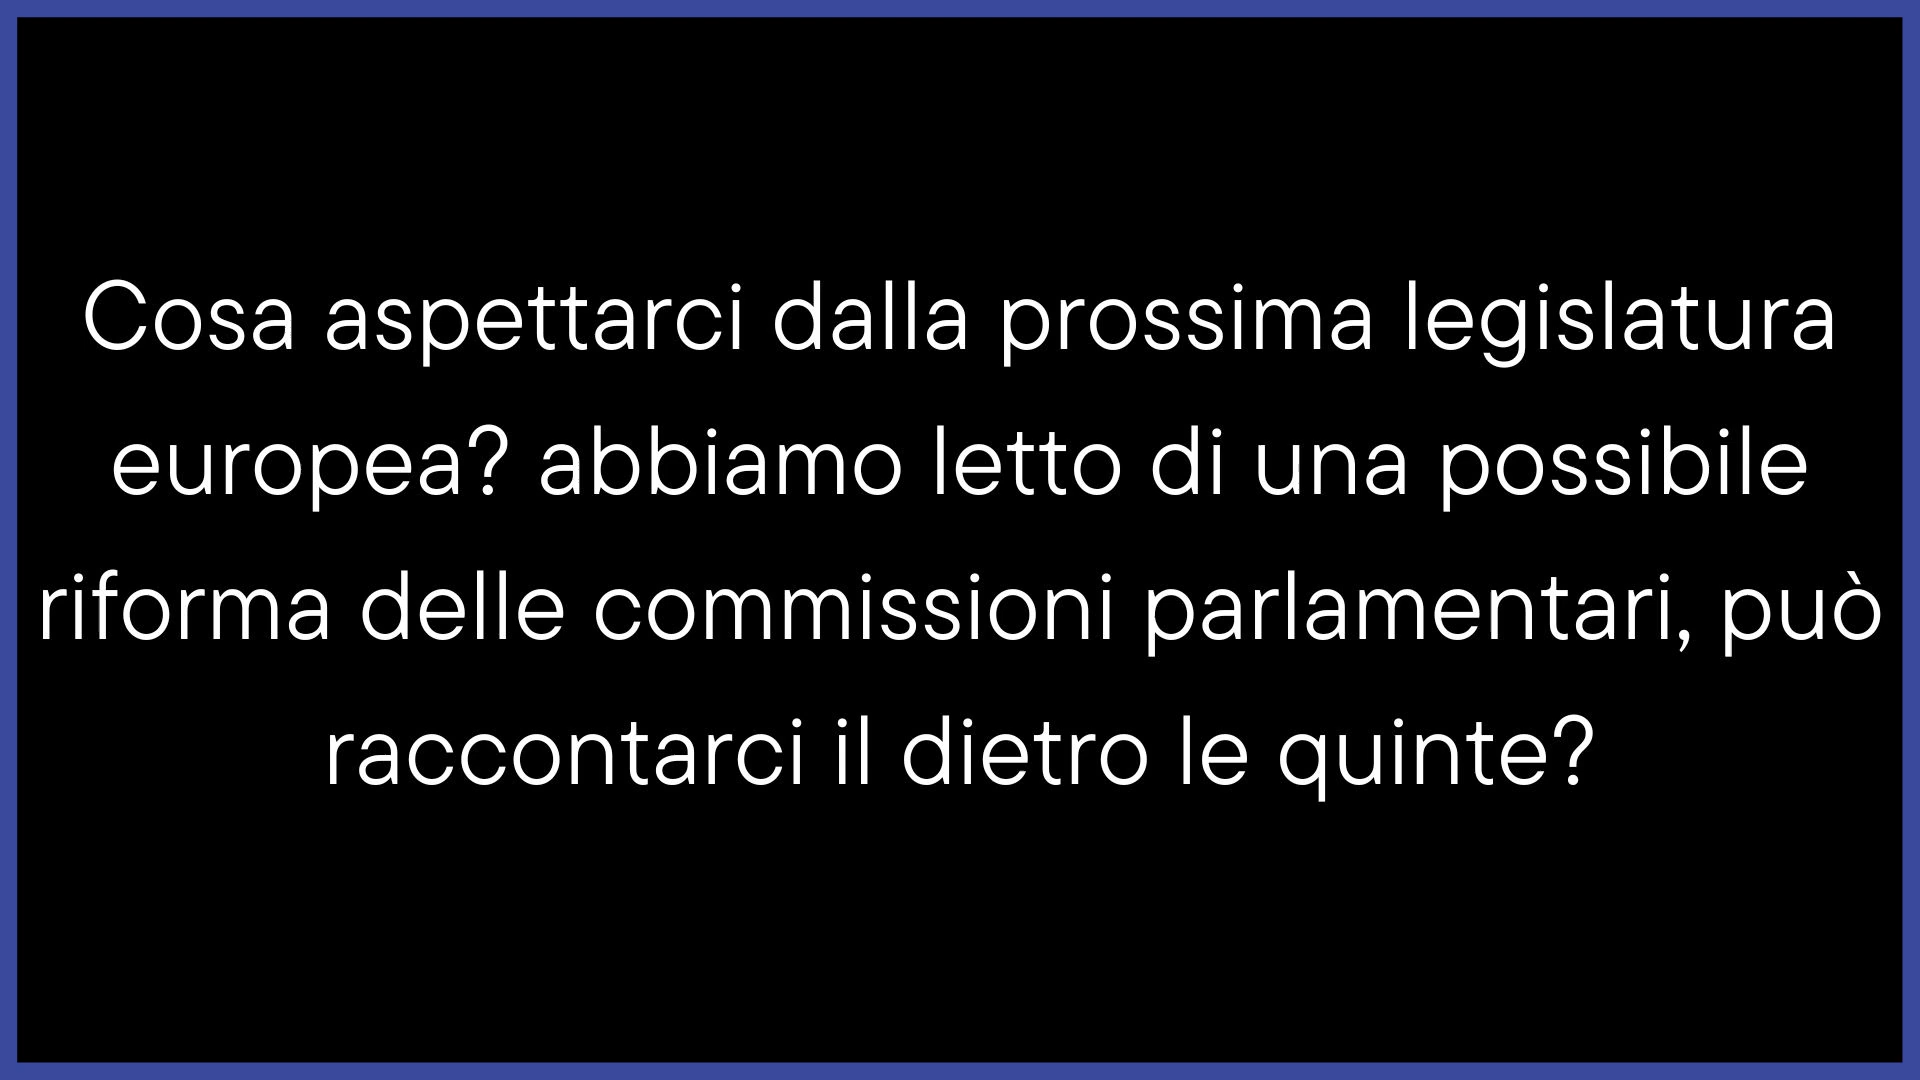 Cosa aspettarci dalla prossima legislatura
europea? abbiamo letto di una possibile
riforma delle commissioni parlamentari, può
raccontarci il dietro le quinte?